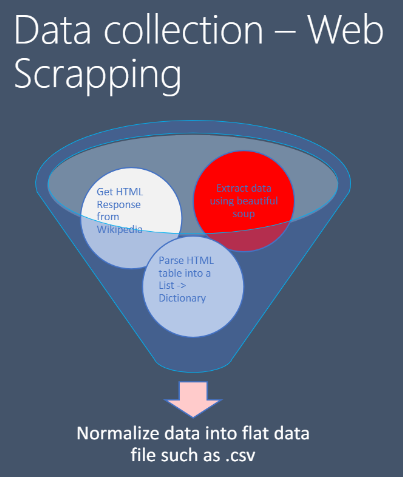 Data collection – Web
Scrapping
Get HTML
Response
from
Wikipedia
Extract data
using beautiful
soup
Parse HTML
table into a
List ->
Dictionary
Normalize data into flat data
file such as .csv